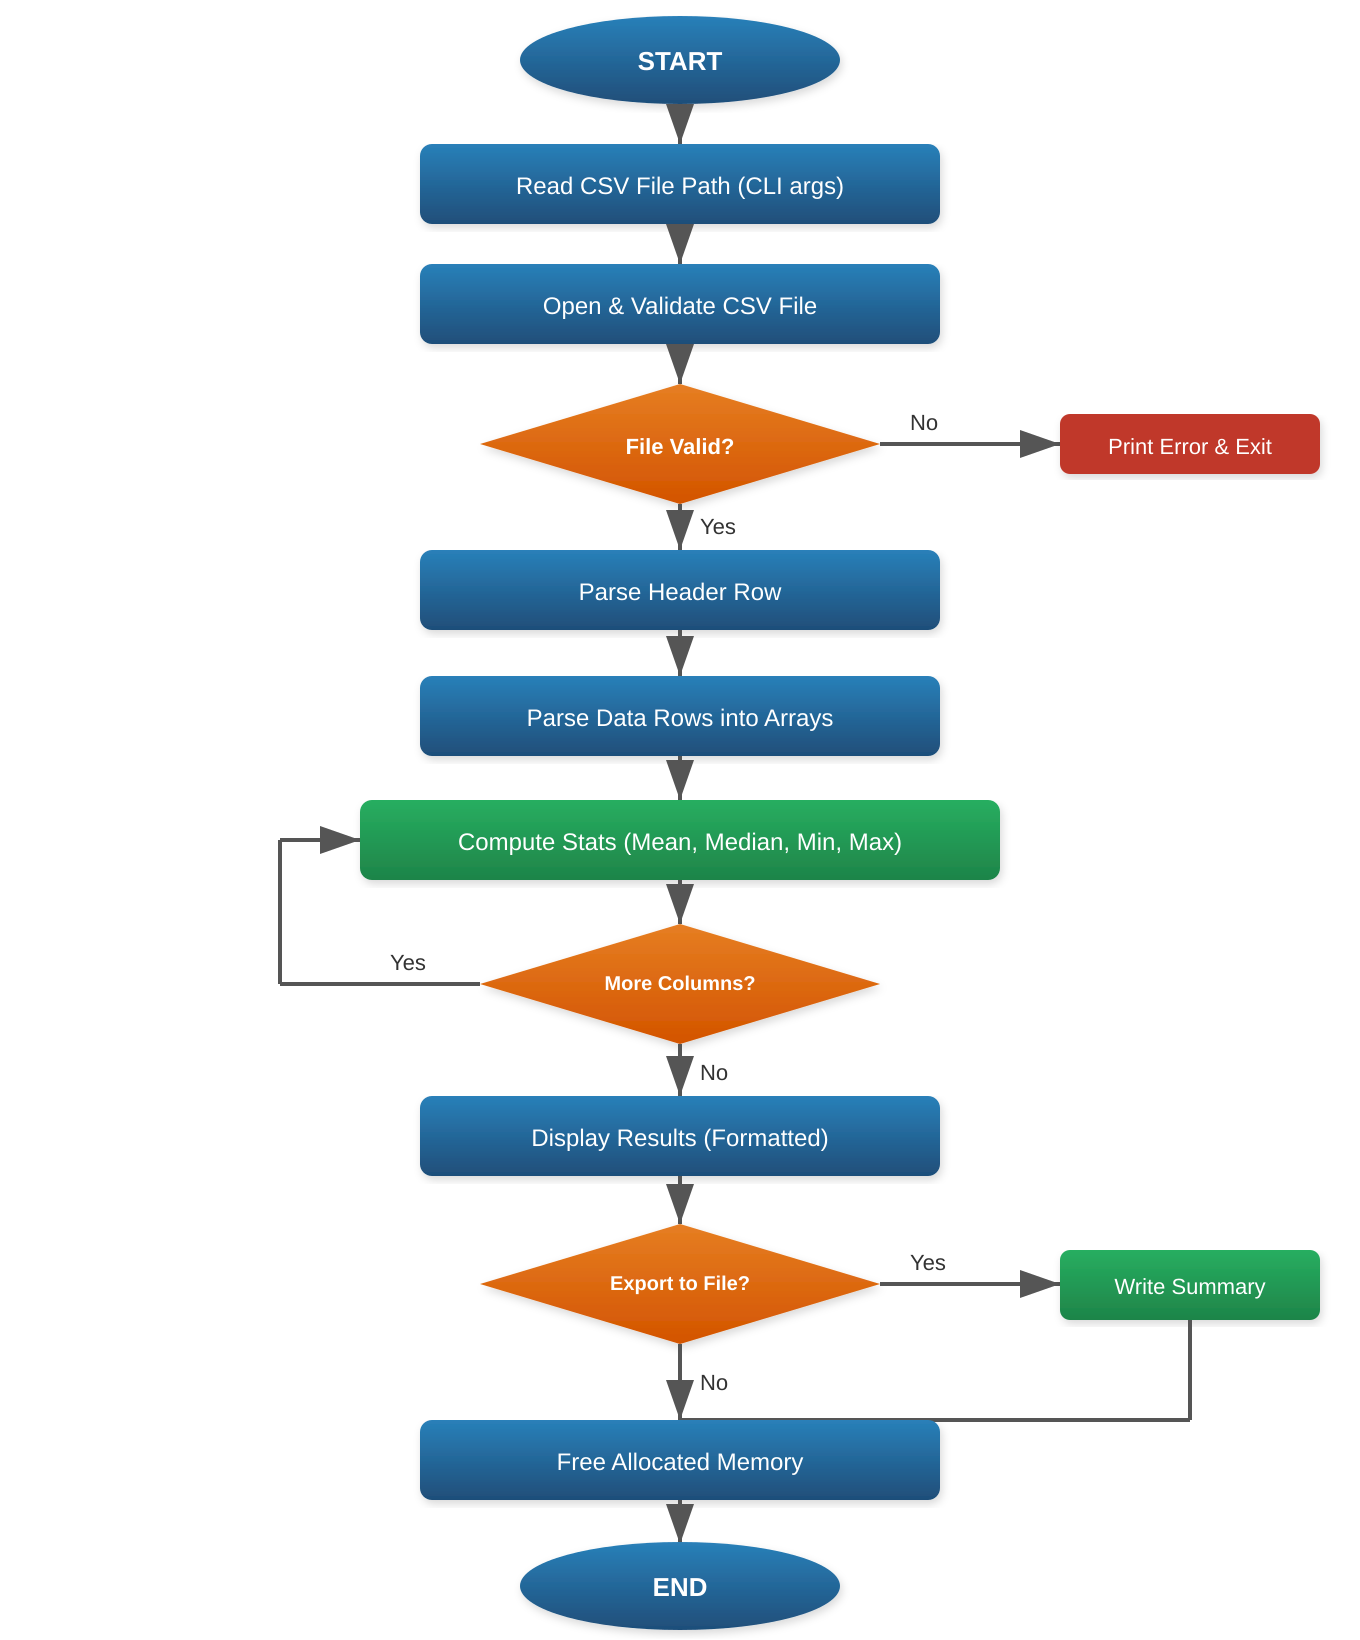 START
Read CSV File Path (CLI args)
Open & Validate CSV File
File Valid?
No
Print Error & Exit
Yes
Parse Header Row
Parse Data Rows into Arrays
Compute Stats (Mean, Median, Min, Max)
Yes
More Columns?
No
Display Results (Formatted)
Export to File?
Yes
Write Summary
No
Free Allocated Memory
END